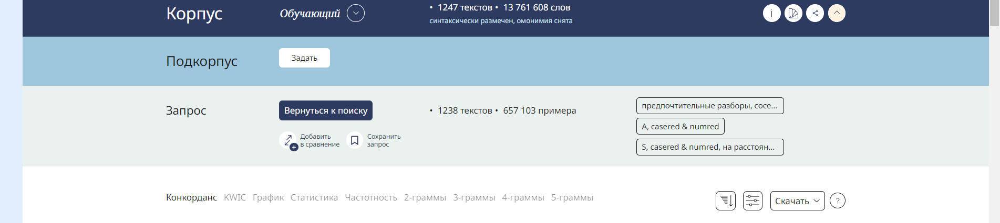 Корпус
Обучающий
• 1247 текстов • 13 761 608 слов
синтаксически размечен, омонимия снята
i
Подкорпус
Задать
Запрос
Вернуться к поиску
• 1238 текстов • 657 103 примера
Добавить
в сравнение
Сохранить
запрос
предпочтительные разборы, сосе...
A, casered & numred
S, casered & numred, на расстоян...
Конкорданс KWIC График Статистика Частотность 2-граммы 3-граммы 4-граммы 5-граммы
Скачать
?